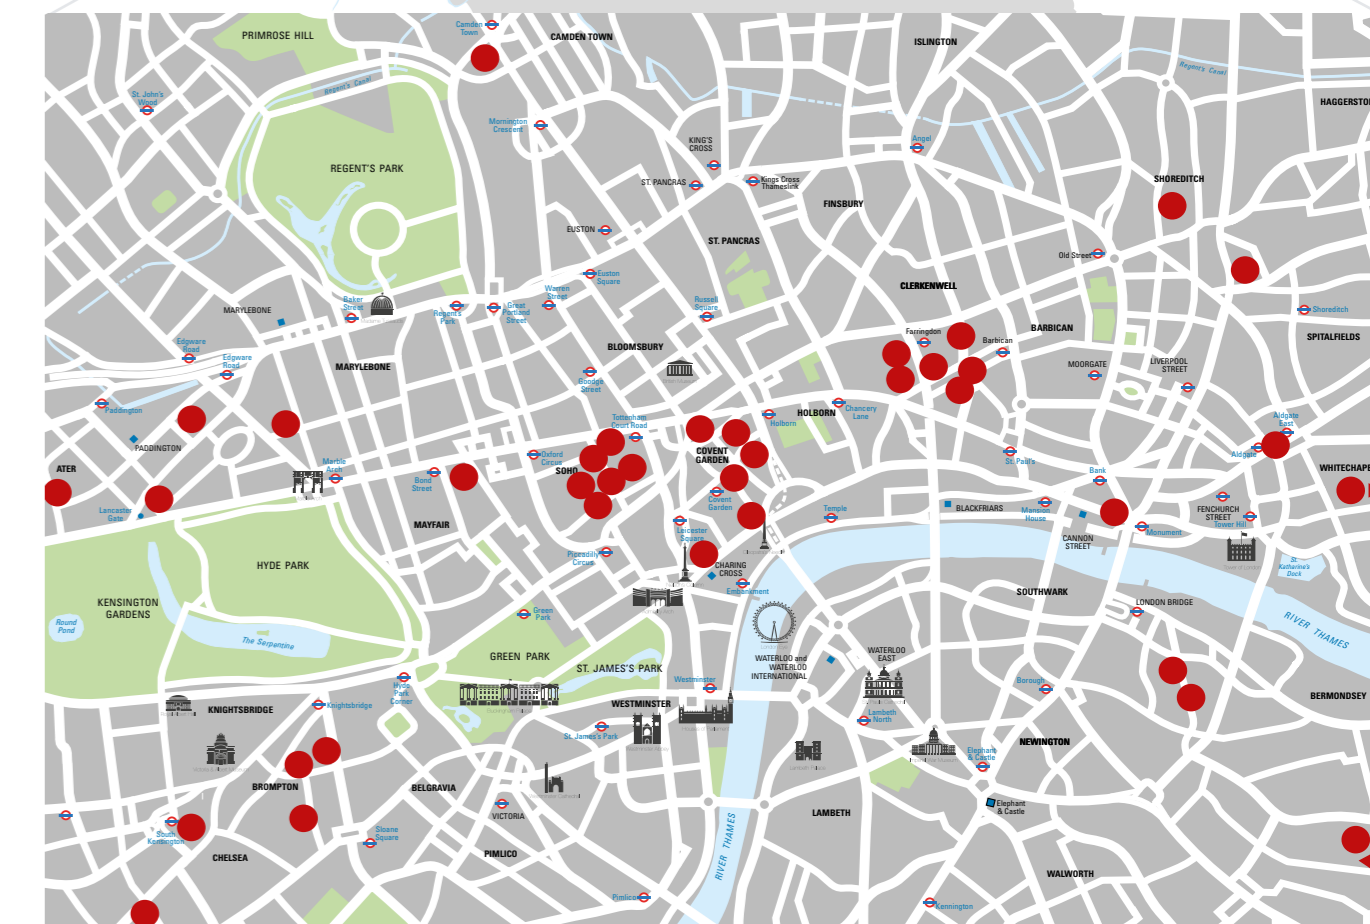 PRIMROSE HILL
Camden
Town
CAMDEN TOWN
ISLINGTON
Regent's Canal
Regent's Canal
St. John's
Wood
HAGGERSTO
Mornington
Crescent
Angel
KING'S
CROSS
REGENT'S PARK
ST. PANCRAS
Kings Cross
Thameslink
SHOREDITCH
FINSBURY
EUSTON
ST. PANCRAS
Old Street
Euston
Square
CLERKENWELL
Warren
Street
Baker
Street
Russell
Square
MARYLEBONE
Regent's
Park
Great
Portland
Street
Shoreditch
BARBICAN
Farringdon
Barbican
SPITALFIELDS
Edgware
Road
Edgware
Road
BLOOMSBURY
MARYLEBONE
MOORGATE
LIVERPOOL
STREET
Goodge
Street
Paddington
HOLBORN
Chancery
Lane
Tottenham
Court Road
Holborn
Aldgate
East
PADDINGTON
COVENT
GARDEN
Oxford
Circus
Aldgate
St. Paul's
ATER
Marble
Arch
SOHO
Bond
Street
Bank
WHITECHAPE
Covent
Garden
Lancaster
Gate
Temple
BLACKFRIARS
Mansion
House
FENCHURCH
STREET
Tower Hill
MAYFAIR
Leicester
Square
Monument
CANNON
STREET
Piccadilly
Circus
HYDE PARK
CHARING
CROSS
St.
Katharine's
Dock
Embankment
SOUTHWARK
KENSINGTON
GARDENS
LONDON BRIDGE
Green
Park
RIVER THAMES
Round
Pond
The Serpentine
WATERLOO
EAST
WATERLOO and
WATERLOO
INTERNATIONAL
GREEN PARK
ST. JAMES'S PARK
Westminster
Borough
Hyde
Park
Corner
BERMONDSEY
KNIGHTSBRIDGE
Knightsbridge
WESTMINSTER
Lambeth
North
St. James's Park
NEWINGTON
Elephant
& Castle
BROMPTON
BELGRAVIA
Elephant
& Castle
VICTORIA
LAMBETH
South
Kensington
Sloane
Square
RIVER THAMES
CHELSEA
PIMLICO
WALWORTH
Pimlico
Kennington